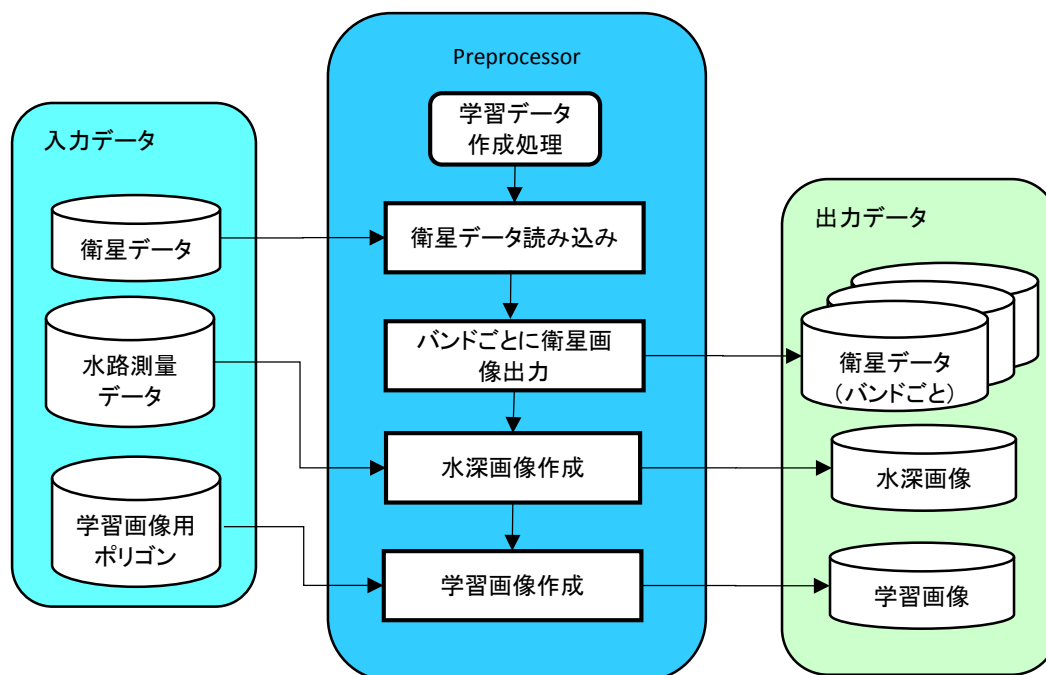 Preprocessor
学習データ
作成処理
入力データ
衛星データ
衛星データ読み込み
出力データ
水路測量
データ
バンドごとに衛星画
像出力
衛星データ
（バンドごと）
水深画像作成
水深画像
学習画像用
ポリゴン
学習画像作成
学習画像